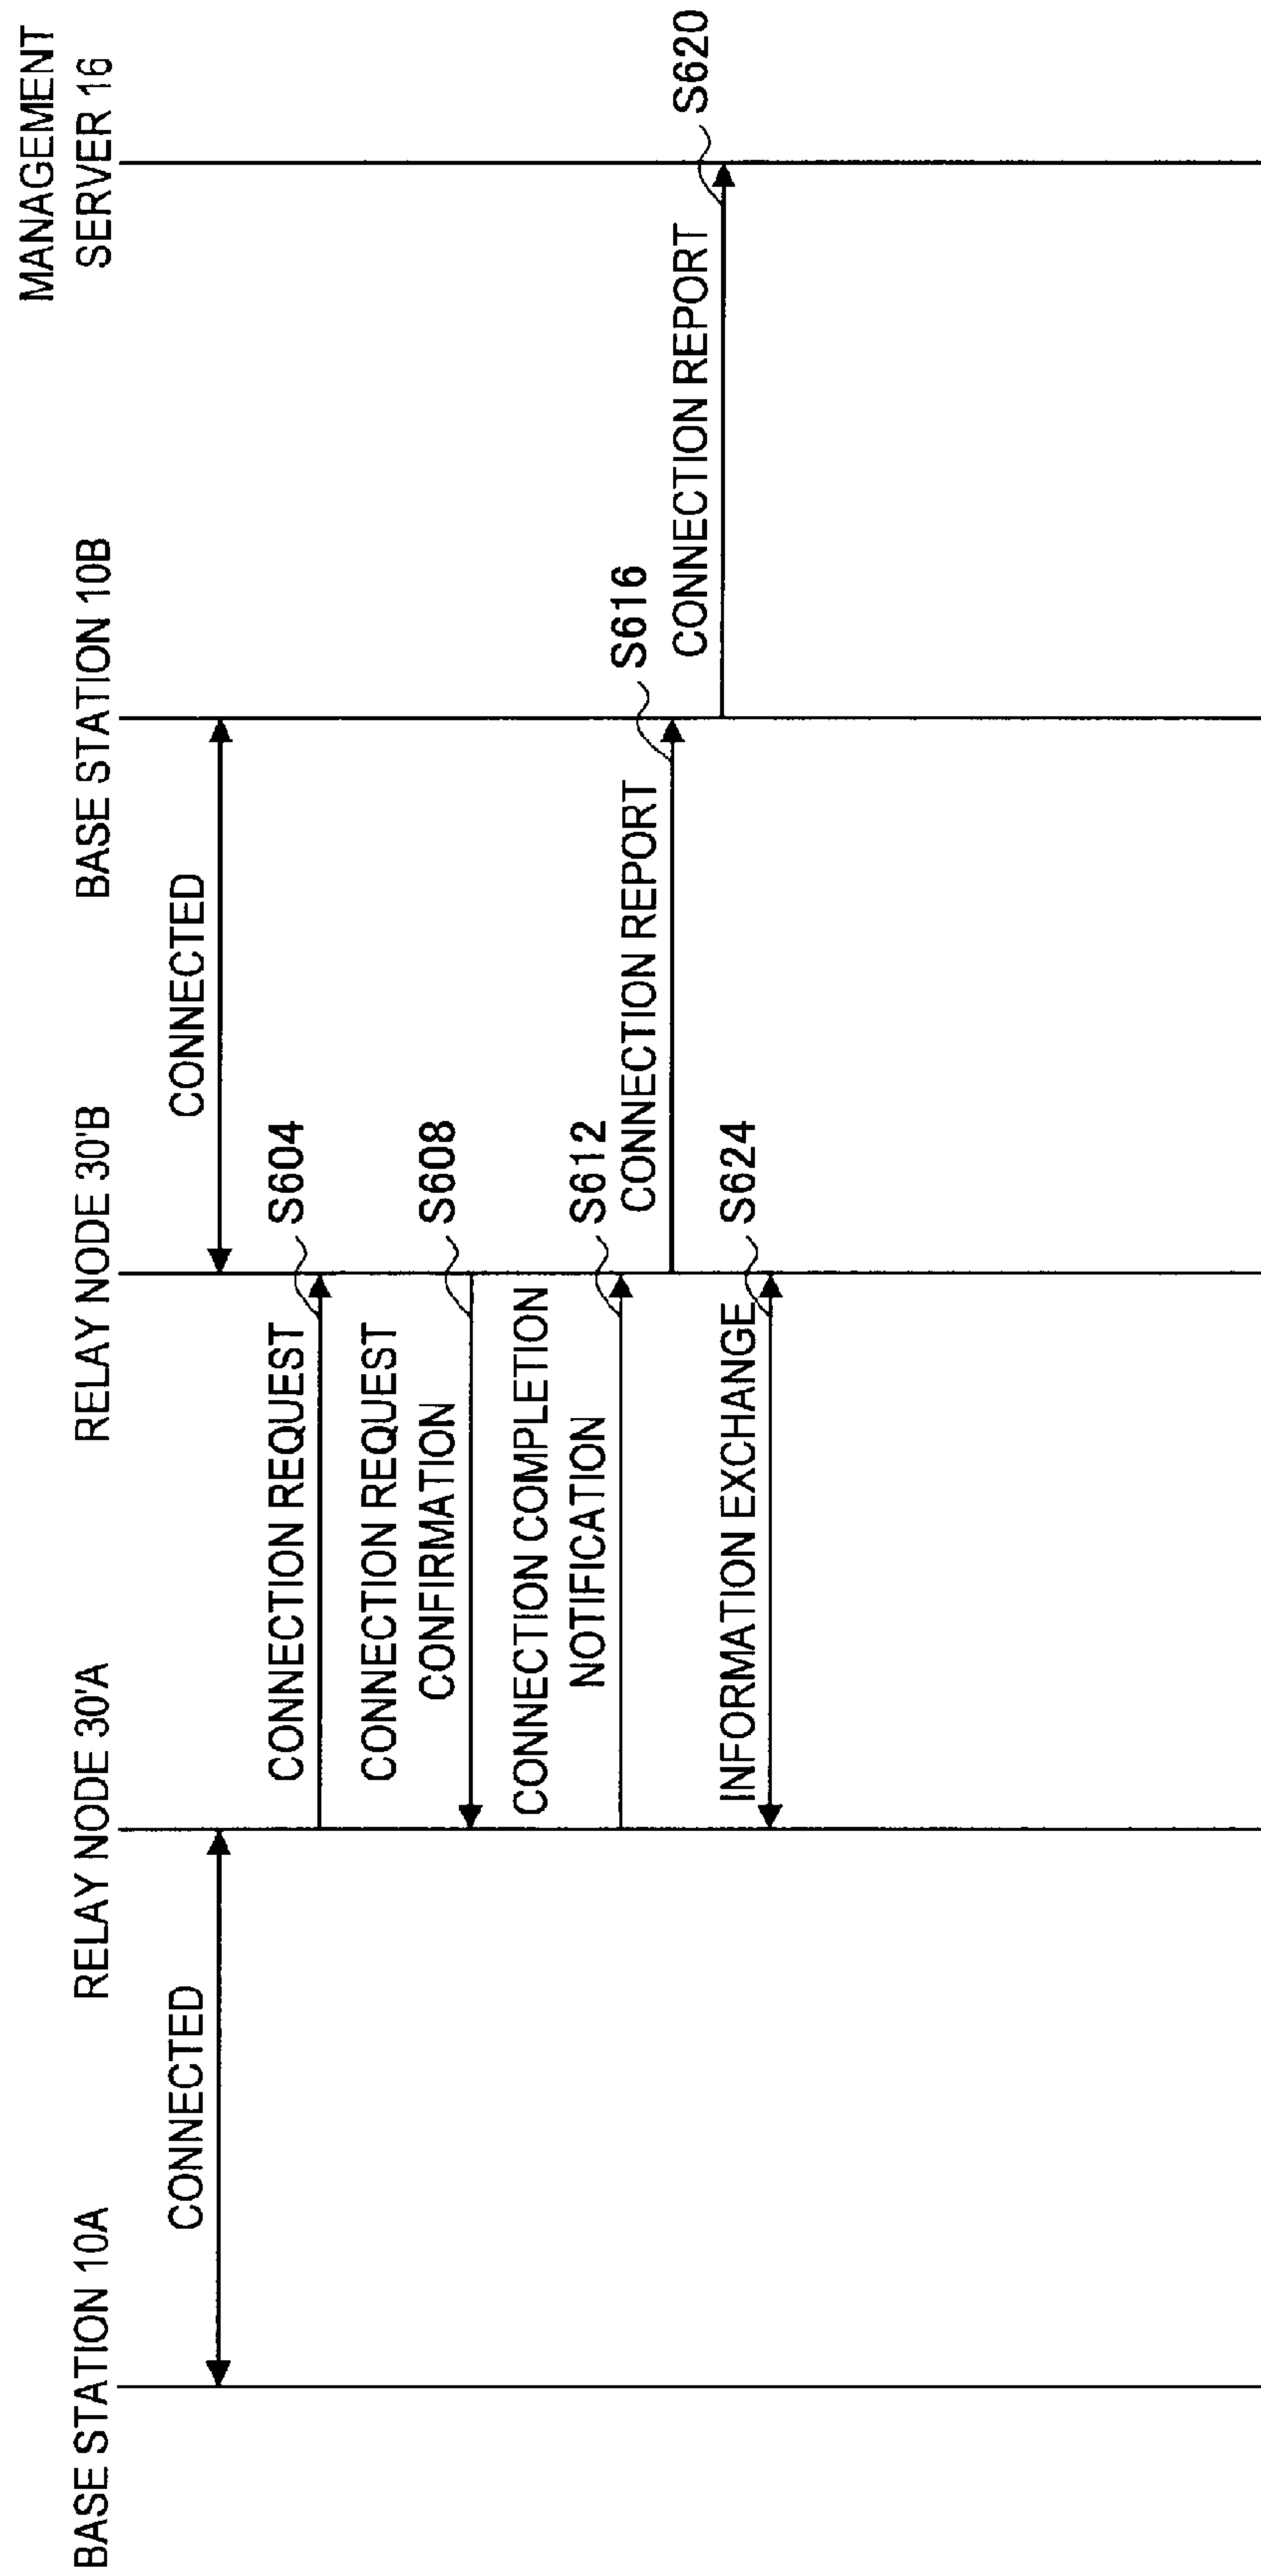 BASE STATION 10A
RELAY NODE 30'A
RELAY NODE 30'B
BASE STATION 10B
MANAGEMENT
SERVER 16
CONNECTED
CONNECTED
CONNECTION REQUEST
S604
CONNECTION REQUEST
CONFIRMATION
S608
CONNECTION COMPLETION
NOTIFICATION
S612
CONNECTION REPORT
S616
CONNECTION REPORT
S620
INFORMATION EXCHANGE
S624